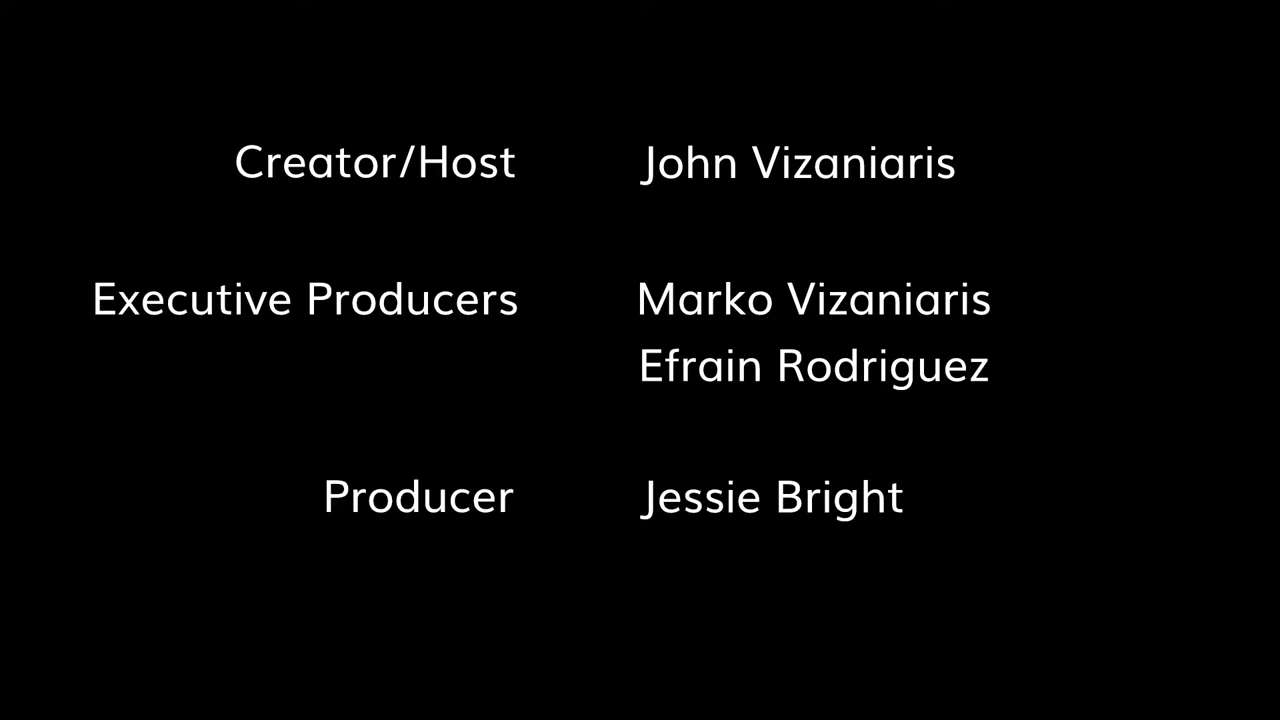 Creator/Host John Vizaniaris
Executive Producers Marko Vizaniaris
Efrain Rodriguez
Producer Jessie Bright